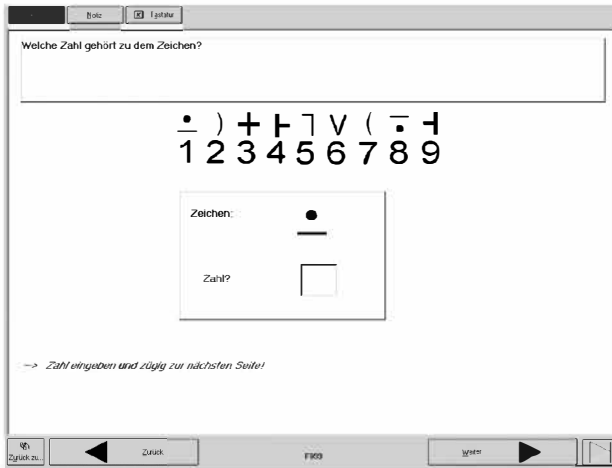 Notiz Tastatur
Welche Zahl gehört zu dem Zeichen?
∸ ) + ⊢ ┐ V ( ⨪ ⊣
1 2 3 4 5 6 7 8 9
Zeichen:
Zahl?
--> Zahl eingeben und zügig zur nächsten Seite!
Zurück zu... Zurück Weiter